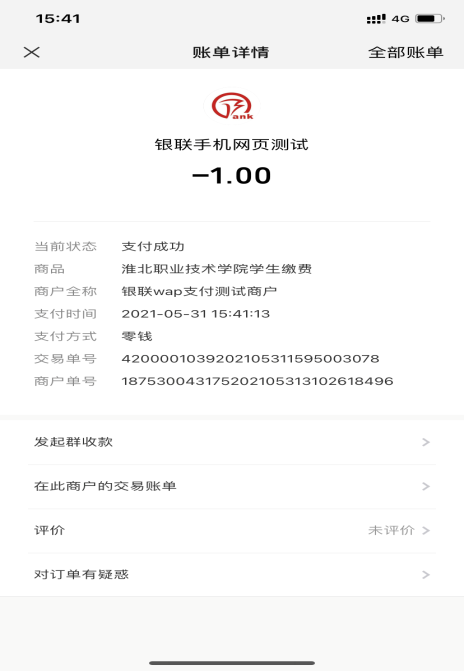 15:41
4G
账单详情
全部账单
ank
银联手机网页测试
−1.00
当前状态 支付成功
商品 淮北职业技术学院学生缴费
商户全称 银联wap支付测试商户
支付时间 2021-05-31 15:41:13
支付方式 零钱
交易单号 4200001039202105311595003078
商户单号 187530043175202105313102618496
发起群收款
在此商户的交易账单
评价 未评价
对订单有疑惑